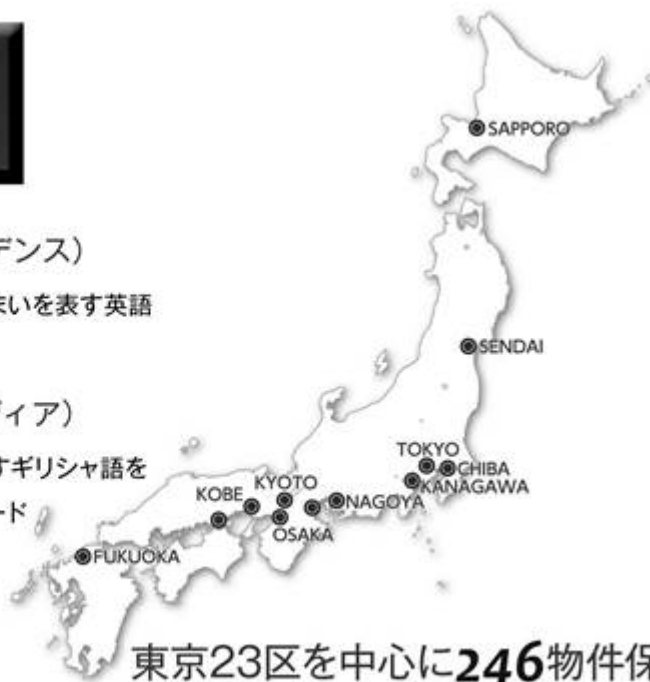 SAPPORO
デンス）
まいを表す英語
SENDAI
ディア）
TOKYO
CHIBA
すギリシャ語を
KANAGAWA
KYOTO
KOBE
NAGOYA
ード
OSAKA
FUKUOKA
東京23区を中心に246物件保